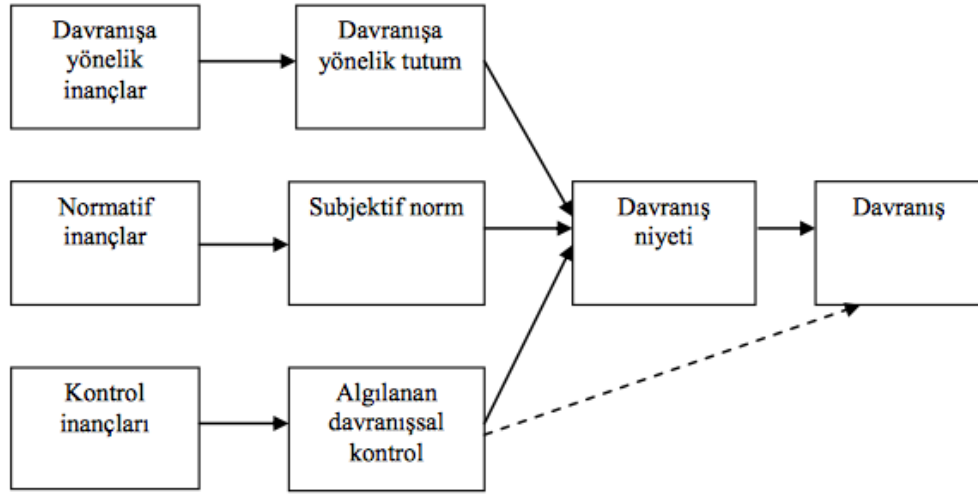 Davranışa
yönelik
inançlar
Davranışa
yönelik tutum
Normatif
inançlar
Subjektif norm
Davranış
niyeti
Davranış
Kontrol
inançları
Algılanan
davranışsal
kontrol